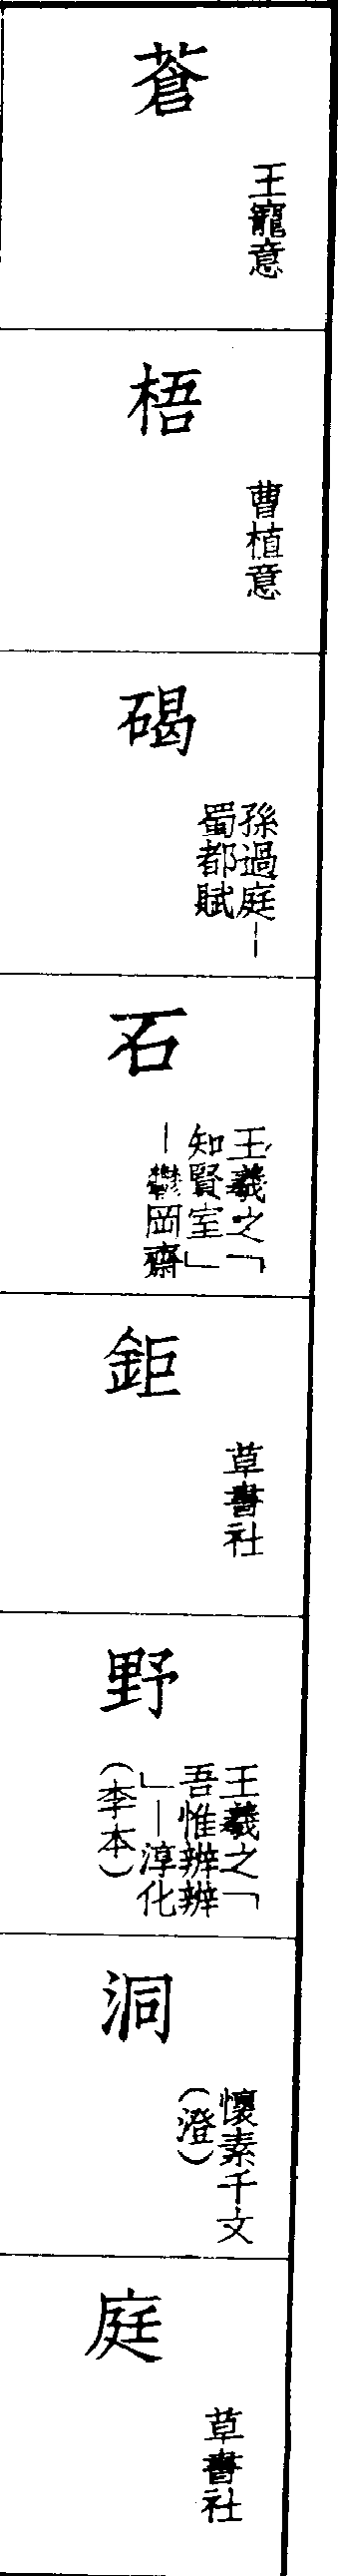 蒼
王寵意
梧
曹植意
碣
孫過庭—
蜀都賦
石
王羲之「
知賢室」
—鬱岡齋
鉅
草書社
野
王羲之「
吾惟辨辨
」—淳化
（李本）
洞
懷素千文
（澄）
庭
草書社